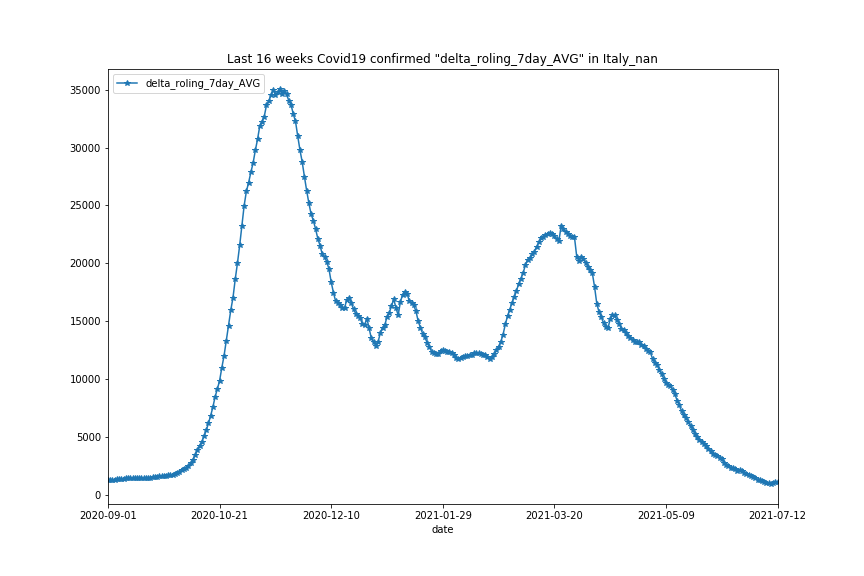 Last 16 weeks Covid19 confirmed "delta_roling_7day_AVG" in Italy_nan
delta_roling_7day_AVG
35000
30000
25000
20000
15000
10000
5000
0
2020-09-01 2020-10-21 2020-12-10 2021-01-29 2021-03-20 2021-05-09 2021-07-12
date